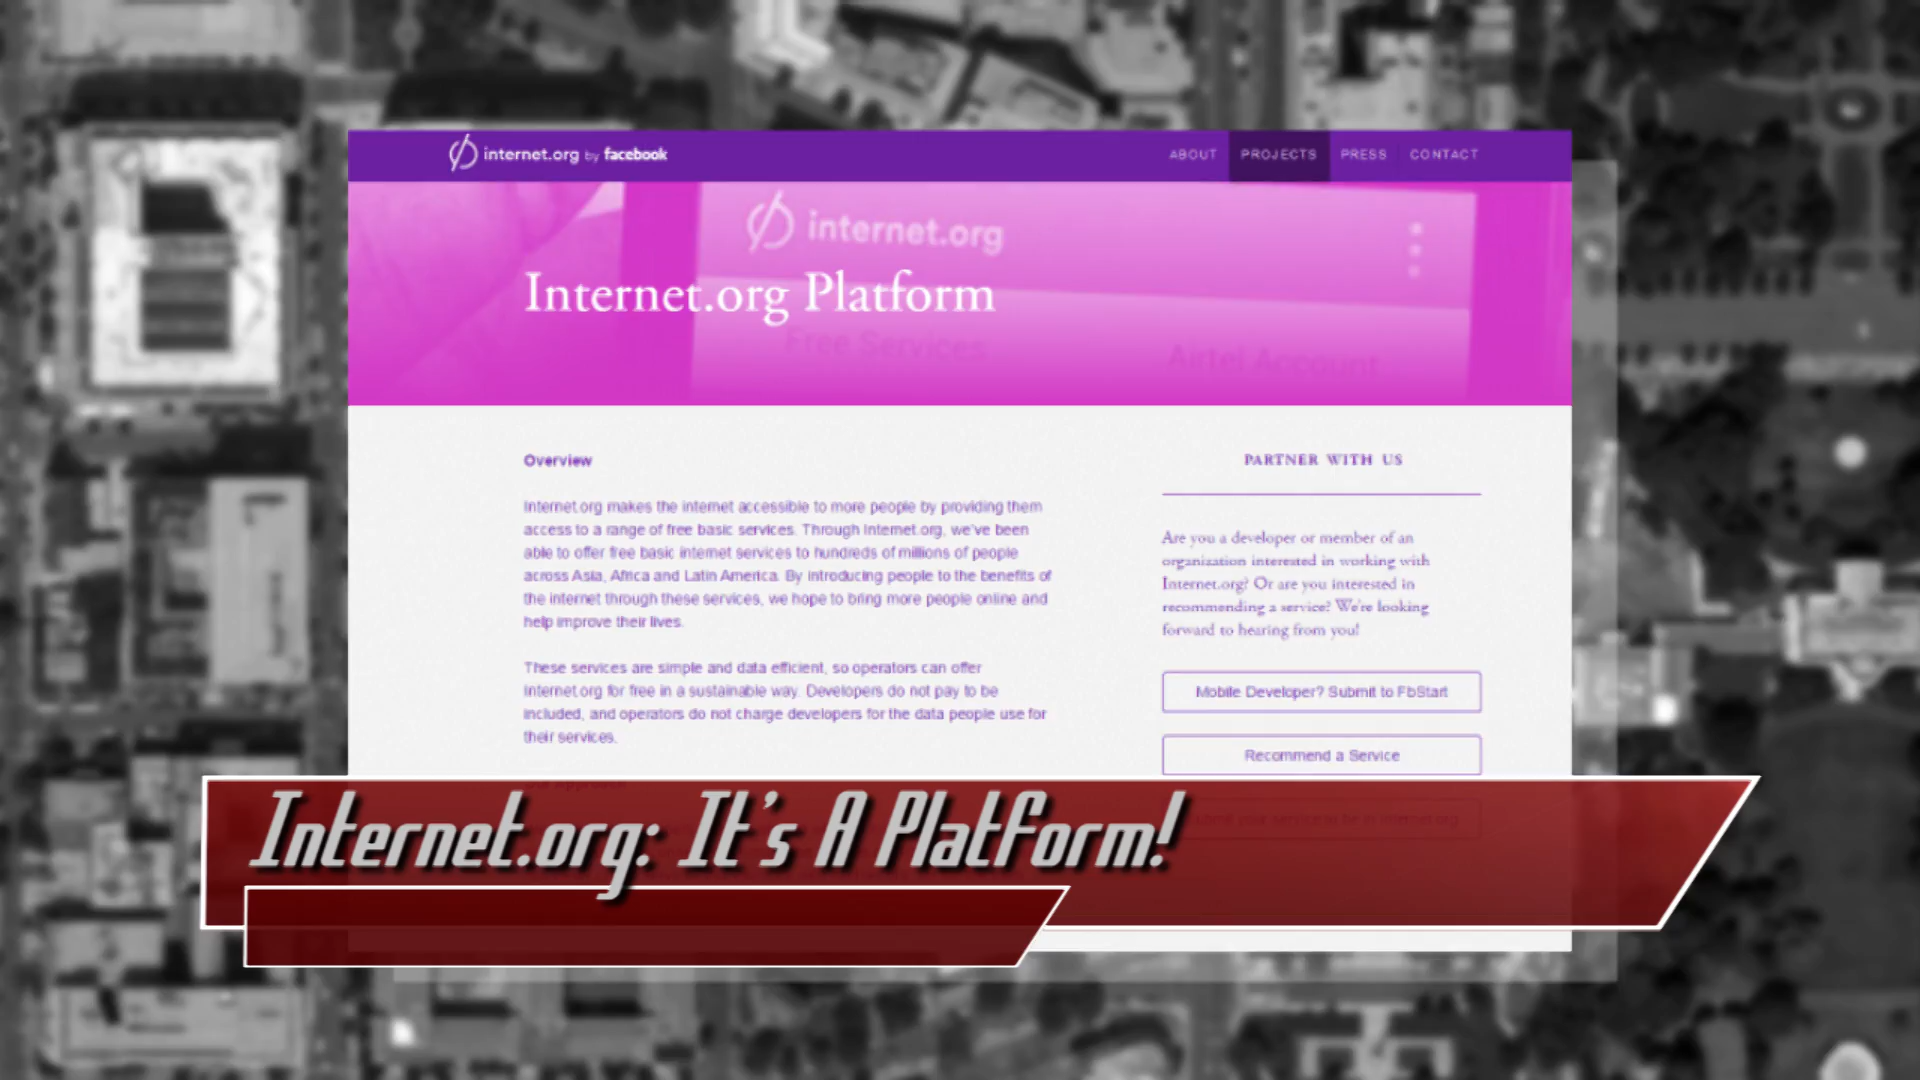 internet.org by facebook
ABOUT PROJECTS PRESS CONTACT
internet.org
Internet.org Platform
Free Services Airtel Account
Overview
Internet.org makes the internet accessible to more people by providing them
access to a range of free basic services. Through Internet.org, we've been
able to offer free basic internet services to hundreds of millions of people
across Asia, Africa and Latin America. By introducing people to the benefits of
the internet through these services, we hope to bring more people online and
help improve their lives.
These services are simple and data efficient, so operators can offer
Internet.org for free in a sustainable way. Developers do not pay to be
included, and operators do not charge developers for the data people use for
their services.
PARTNER WITH US
Are you a developer or member of an
organization interested in working with
Internet.org? Or are you interested in
recommending a service? We're looking
forward to hearing from you!
Mobile Developer? Submit to FbStart
Recommend a Service
Internet.org: It's A Platform!